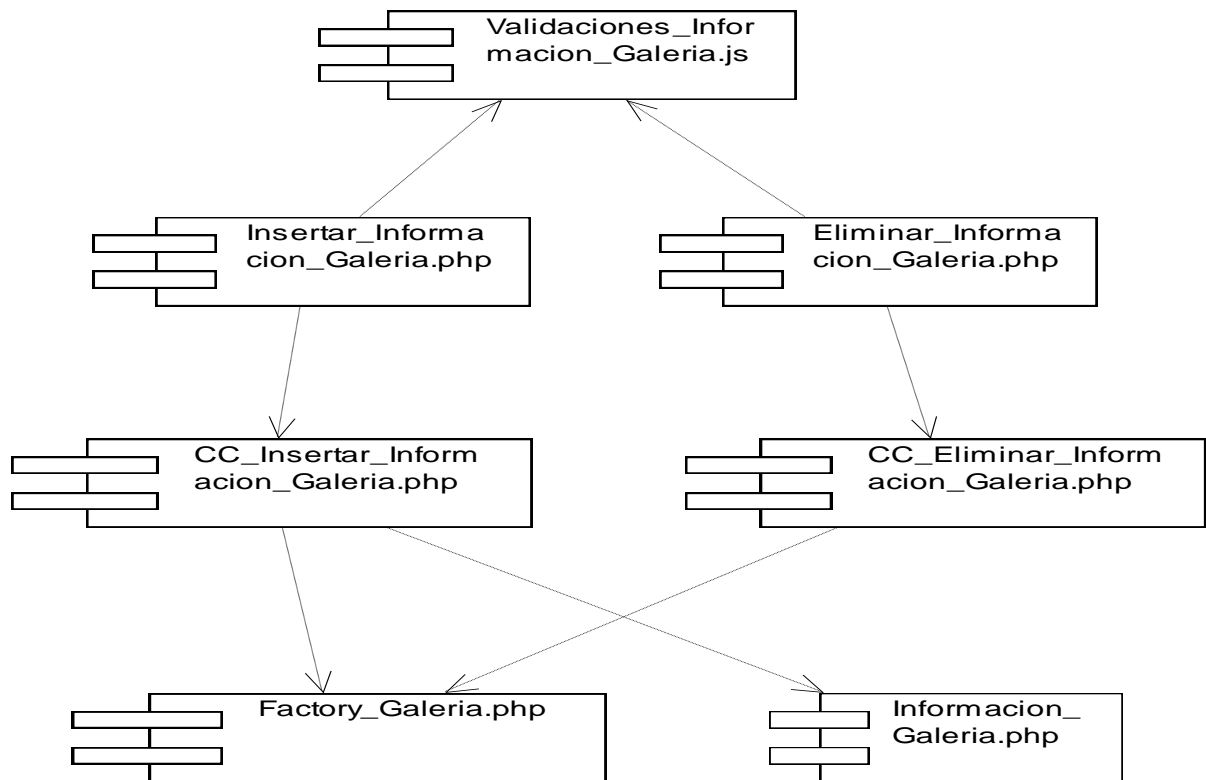 Validaciones_Infor
macion_Galeria.js
Insertar_Informa
cion_Galeria.php
Eliminar_Informa
cion_Galeria.php
CC_Insertar_Inform
acion_Galeria.php
CC_Eliminar_Inform
acion_Galeria.php
Factory_Galeria.php
Informacion_
Galeria.php